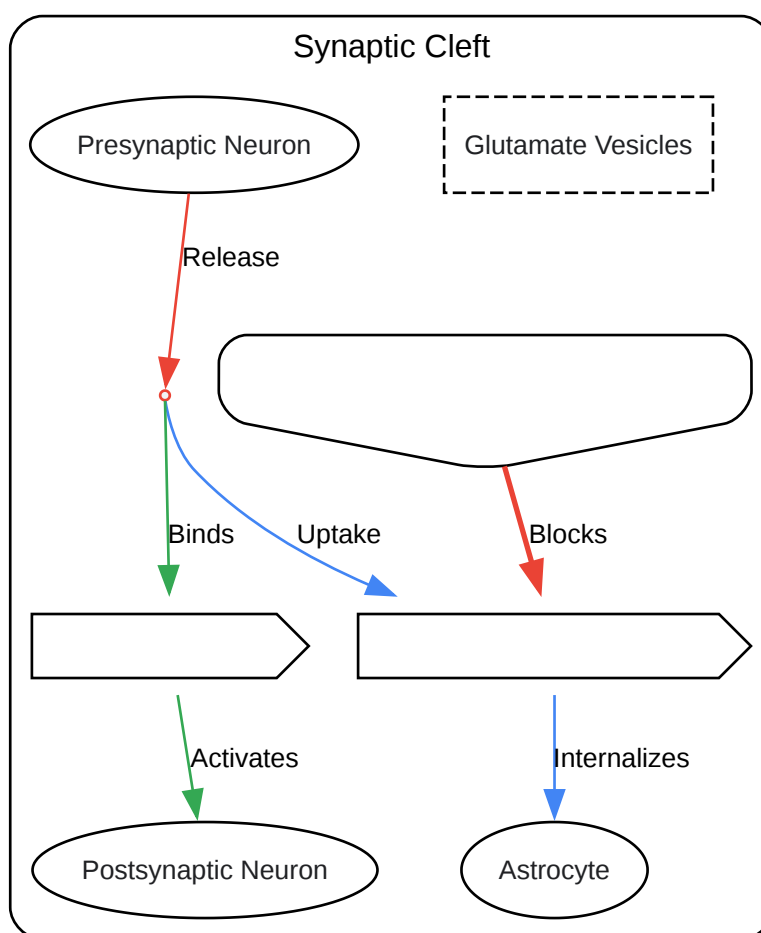 Synaptic Cleft
Presynaptic Neuron
Glutamate Vesicles
Release
Binds
Uptake
Blocks
Activates
Internalizes
Postsynaptic Neuron
Astrocyte